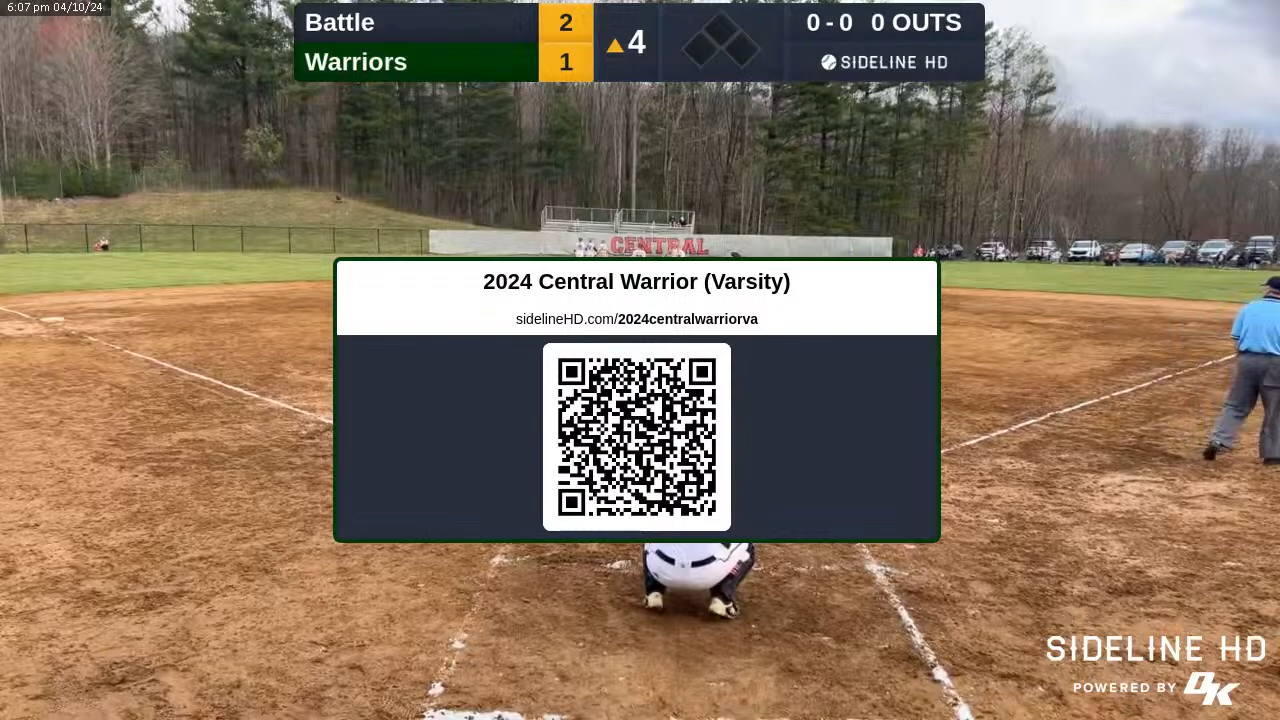 6:07 pm 04/10/24
Battle 2
Warriors 1
4
0 - 0 0 OUTS
SIDELINE HD
CENTRAL
2024 Central Warrior (Varsity)
sidelineHD.com/2024centralwarriorva
SIDELINE HD
POWERED BY DK